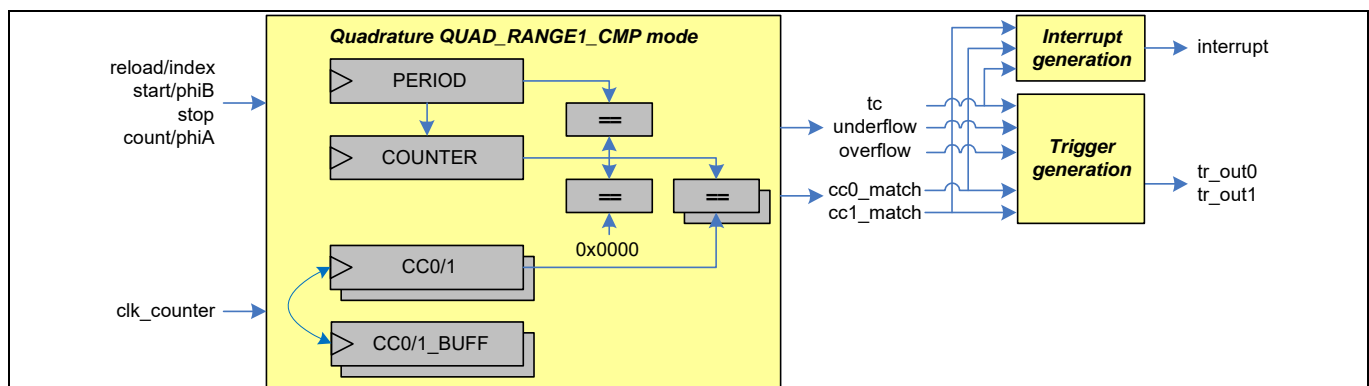 Quadrature QUAD_RANGE1_CMP mode
reload/index
start/phiB
stop
count/phiA
clk_counter
PERIOD
==
COUNTER
==
==
0x0000
CC0/1
CC0/1_BUFF
tc
underflow
overflow
cc0_match
cc1_match
Interrupt
generation
interrupt
Trigger
generation
tr_out0
tr_out1